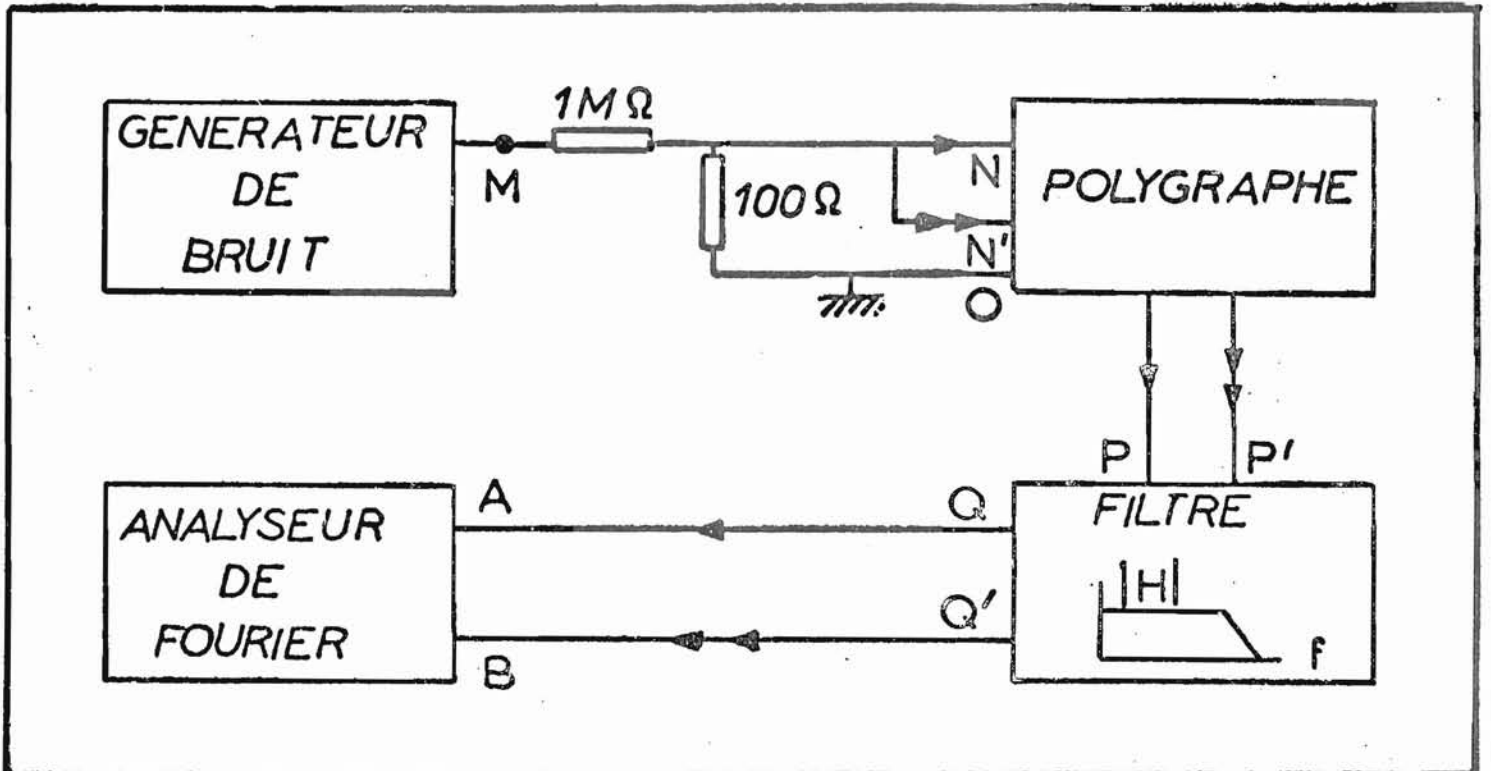 GENERATEUR
DE
BRUIT
M
1MΩ
100Ω
N
N'
O
POLYGRAPHE
P
P'
FILTRE
|H|
f
Q
Q'
A
B
ANALYSEUR
DE
FOURIER